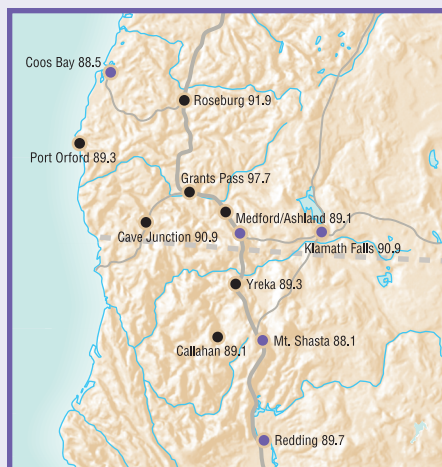 Coos Bay 88.5
Roseburg 91.9
Port Orford 89.3
Grants Pass 97.7
Medford/Ashland 89.1
Cave Junction 90.9
Klamath Falls 90.9
Yreka 89.3
Callahan 89.1
Mt. Shasta 88.1
Redding 89.7